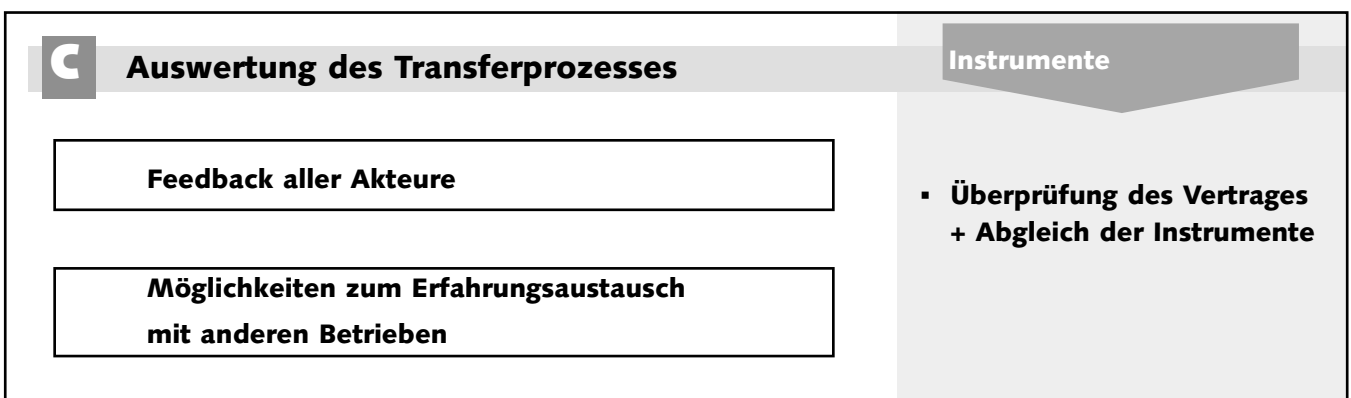 C
Auswertung des Transferprozesses
Instrumente
Feedback aller Akteure
Möglichkeiten zum Erfahrungsaustausch
mit anderen Betrieben
▪ Überprüfung des Vertrages
+ Abgleich der Instrumente